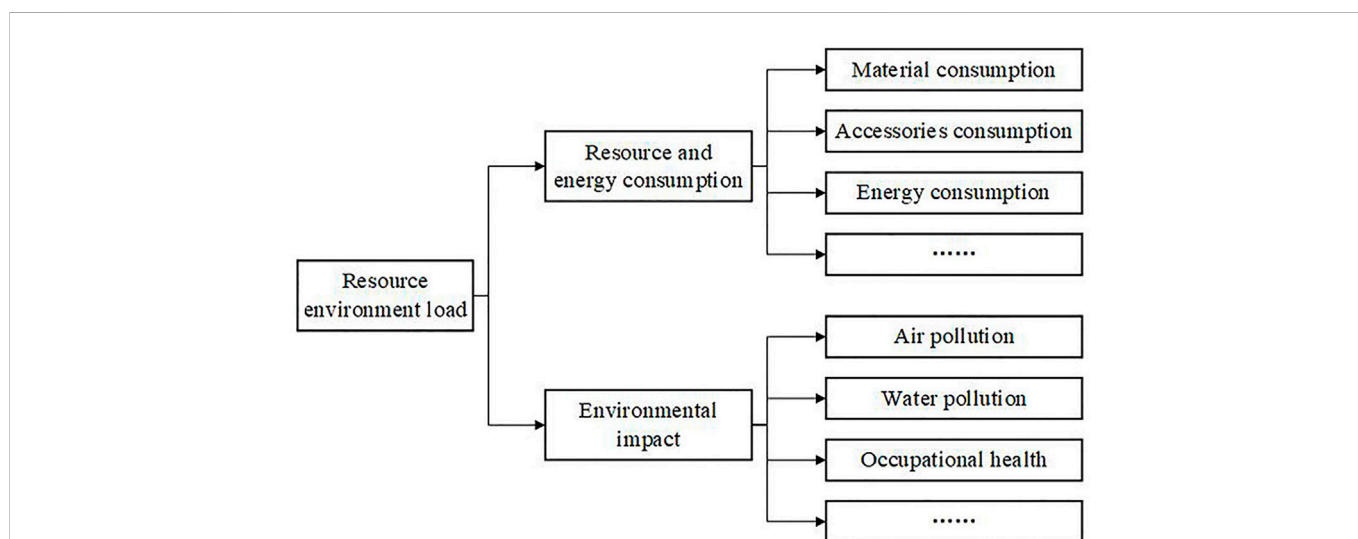 Material consumption
Accessories consumption
Resource and
energy consumption
Energy consumption
······
Resource
environment load
Air pollution
Water pollution
Environmental
impact
Occupational health
······